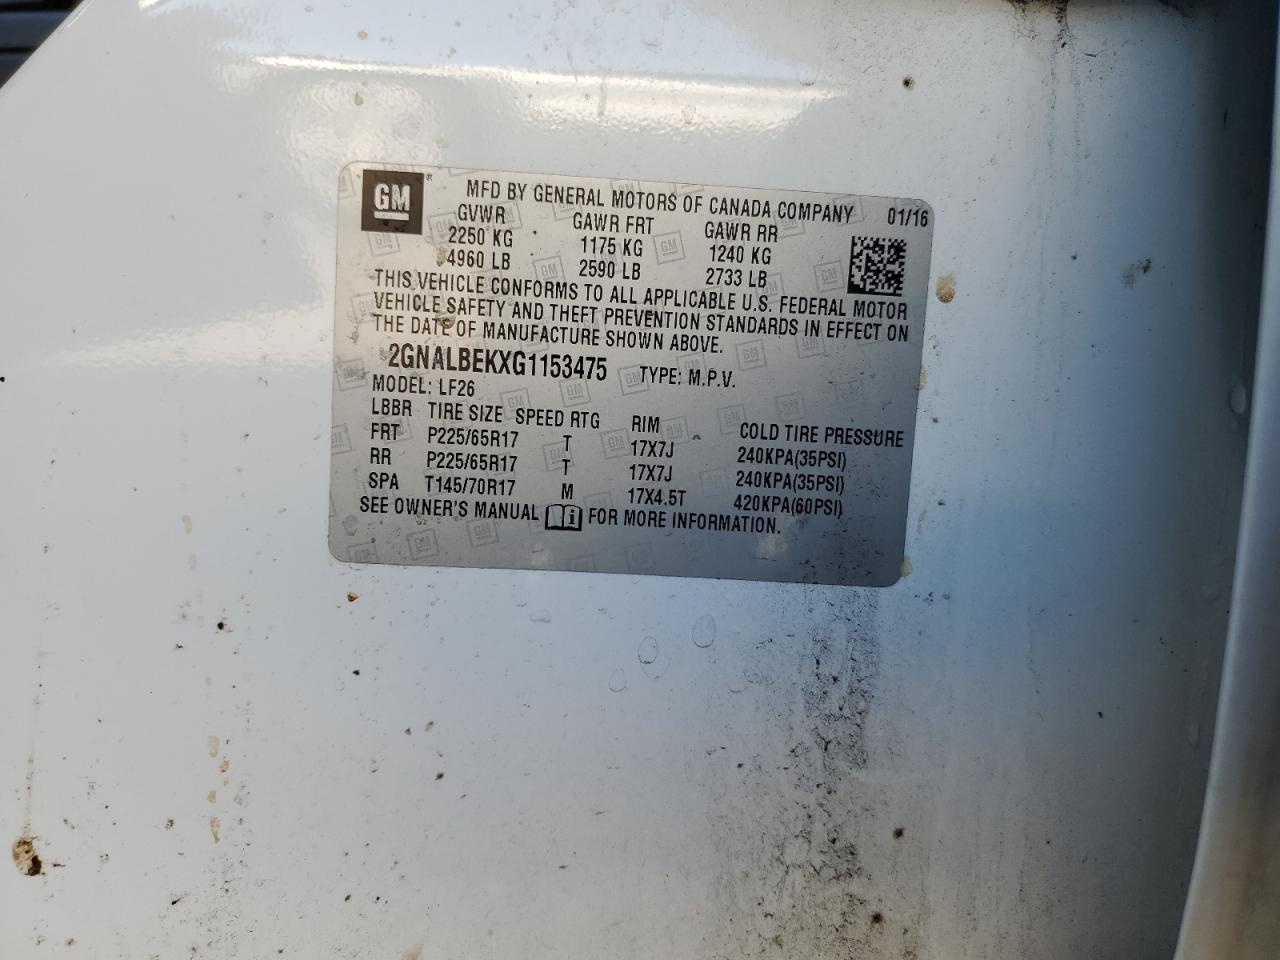 GM ® MFD BY GENERAL MOTORS OF CANADA COMPANY 01/16
GVWR GAWR FRT GAWR RR
2250 KG 1175 KG 1240 KG
4960 LB 2590 LB 2733 LB
THIS VEHICLE CONFORMS TO ALL APPLICABLE U.S. FEDERAL MOTOR
VEHICLE SAFETY AND THEFT PREVENTION STANDARDS IN EFFECT ON
THE DATE OF MANUFACTURE SHOWN ABOVE.
2GNALBEKXG1153475 TYPE: M.P.V.
MODEL: LF26
LBBR TIRE SIZE SPEED RTG RIM COLD TIRE PRESSURE
FRT P225/65R17 T 17X7J 240KPA(35PSI)
RR P225/65R17 T 17X7J 240KPA(35PSI)
SPA T145/70R17 M 17X4.5T 420KPA(60PSI)
SEE OWNER'S MANUAL i FOR MORE INFORMATION.